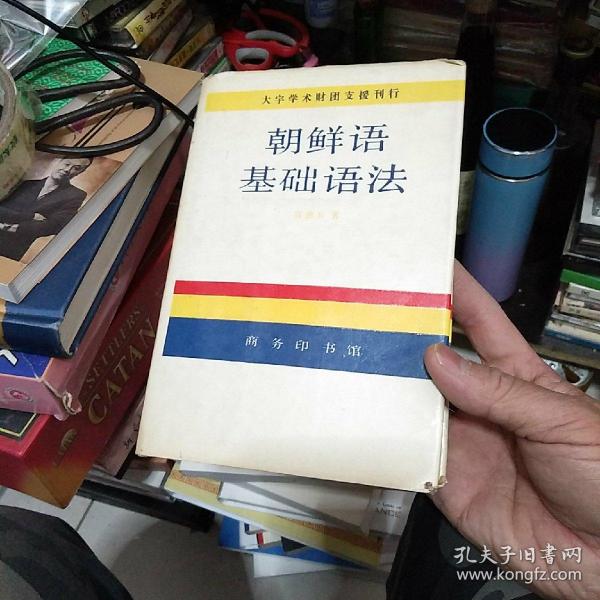 大宇学术财团支援刊行
朝鲜语
基础语法
著
商务印书馆
SETTLERS
CATAN
孔夫子旧书网
www.kongfz.com